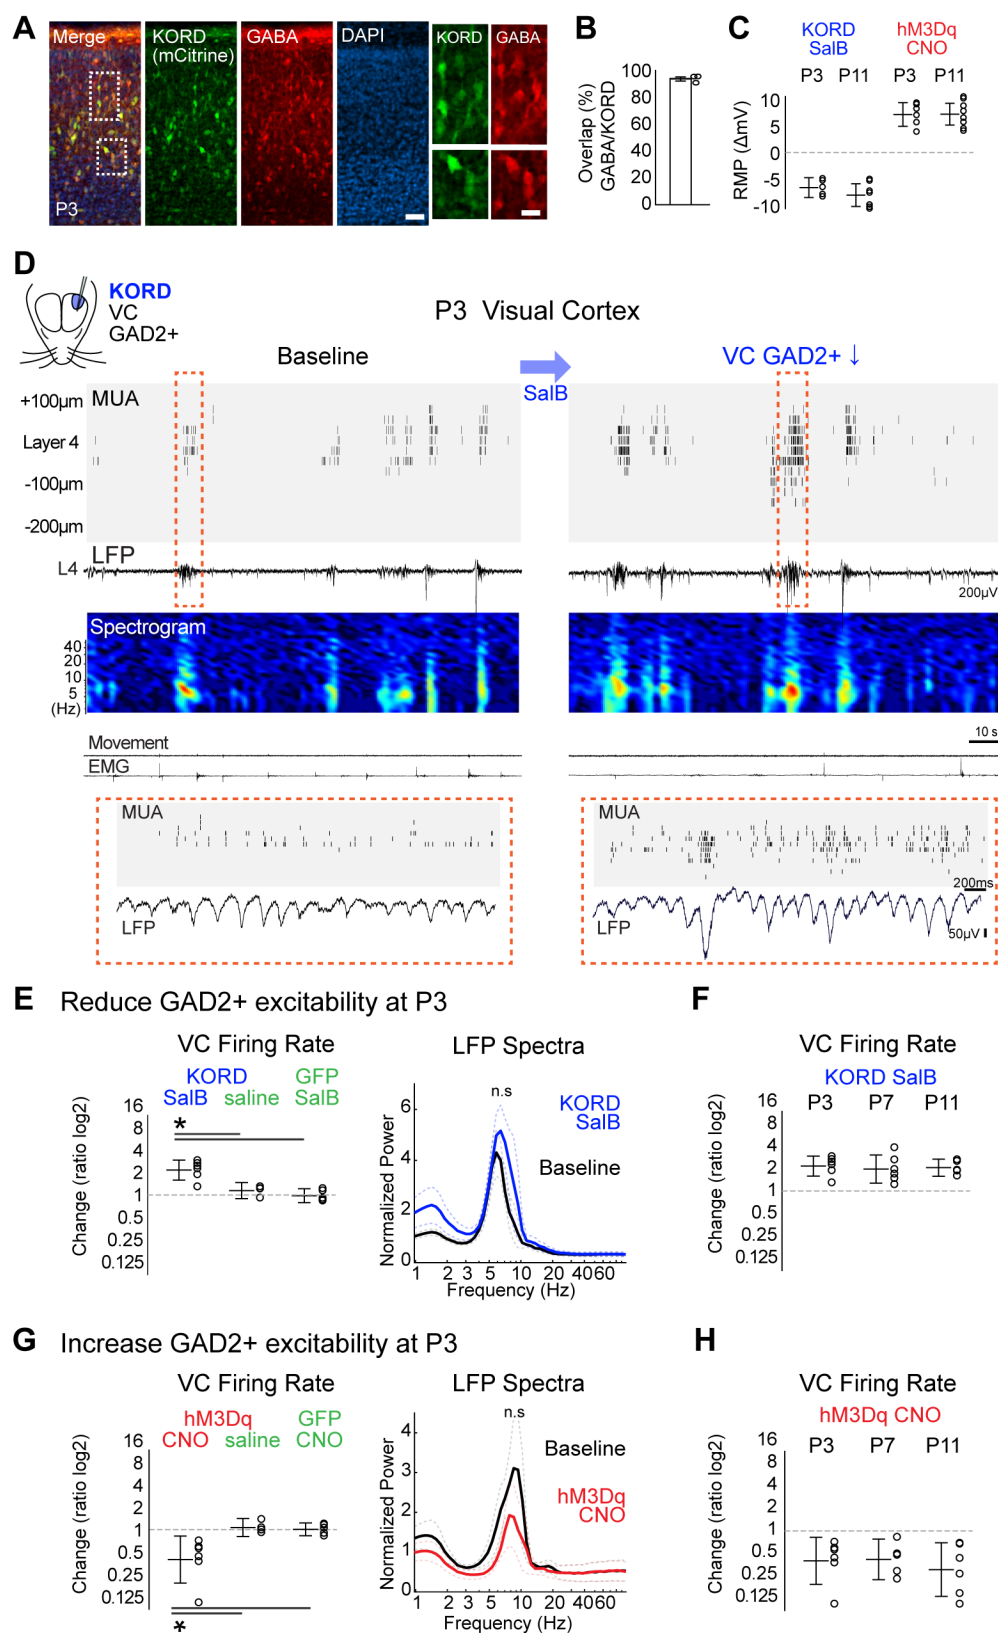 A
Merge
KORD
(mCitrine)
GABA
DAPI
KORD
GABA
P3
B
Overlap (%)
GABA/KORD
100
80
60
40
20
0
C
KORD
SalB
hM3Dq
CNO
P3
P11
P3
P11
RMP (ΔmV)
10
5
0
-5
-10
D
KORD
VC
GAD2+
P3 Visual Cortex
Baseline
SalB
VC GAD2+ ↓
+100µm
MUA
Layer 4
-100µm
-200µm
LFP
L4
200µV
Spectrogram
40
20
10
5
(Hz)
10 s
Movement
EMG
MUA
LFP
MUA
200ms
LFP
50µV
E Reduce GAD2+ excitability at P3
VC Firing Rate
KORD
SalB
saline
GFP
SalB
Change (ratio log2)
16
8
4
2
1
0.5
0.25
0.125
*
LFP Spectra
n.s
KORD
SalB
Baseline
Normalized Power
6
4
2
0
1 2 3 5 10 20 40 60
Frequency (Hz)
F
VC Firing Rate
KORD SalB
P3 P7 P11
Change (ratio log2)
16
8
4
2
1
0.5
0.25
0.125
G Increase GAD2+ excitability at P3
VC Firing Rate
hM3Dq
CNO
saline
GFP
CNO
Change (ratio log2)
16
8
4
2
1
0.5
0.25
0.125
*
LFP Spectra
n.s
Baseline
hM3Dq
CNO
Normalized Power
4
3
2
1
0
1 2 3 5 10 20 40 60
Frequency (Hz)
H
VC Firing Rate
hM3Dq CNO
P3 P7 P11
Change (ratio log2)
16
8
4
2
1
0.5
0.25
0.125